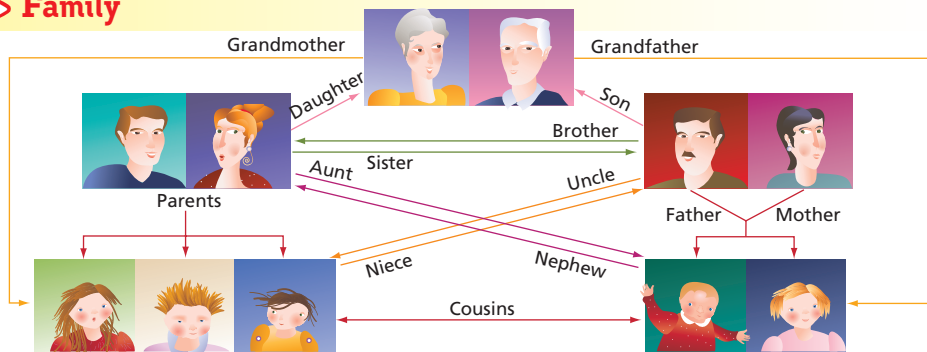 > Family
Grandmother
Grandfather
Daughter
Son
Brother
Sister
Aunt
Uncle
Parents
Father
Mother
Niece
Nephew
Cousins